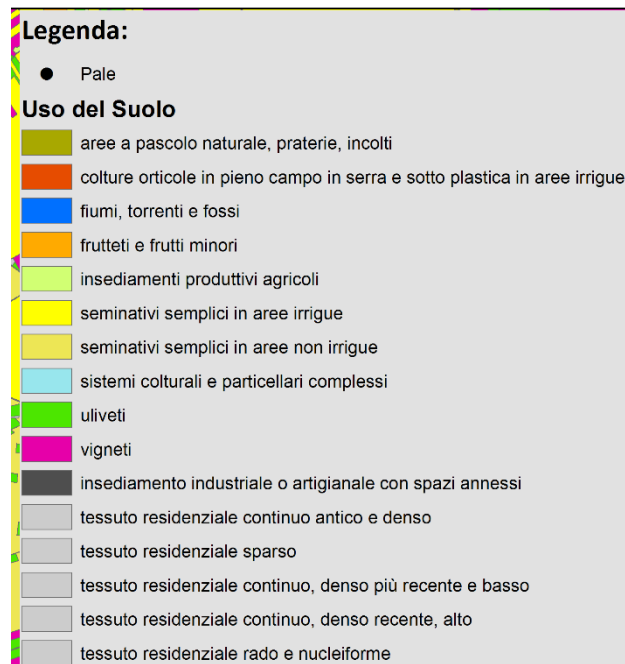 Legenda:
Pale
Uso del Suolo
aree a pascolo naturale, praterie, incolti
colture orticole in pieno campo in serra e sotto plastica in aree irrigue
fiumi, torrenti e fossi
frutteti e frutti minori
insediamenti produttivi agricoli
seminativi semplici in aree irrigue
seminativi semplici in aree non irrigue
sistemi colturali e particellari complessi
uliveti
vigneti
insediamento industriale o artigianale con spazi annessi
tessuto residenziale continuo antico e denso
tessuto residenziale sparso
tessuto residenziale continuo, denso più recente e basso
tessuto residenziale continuo, denso recente, alto
tessuto residenziale rado e nucleiforme